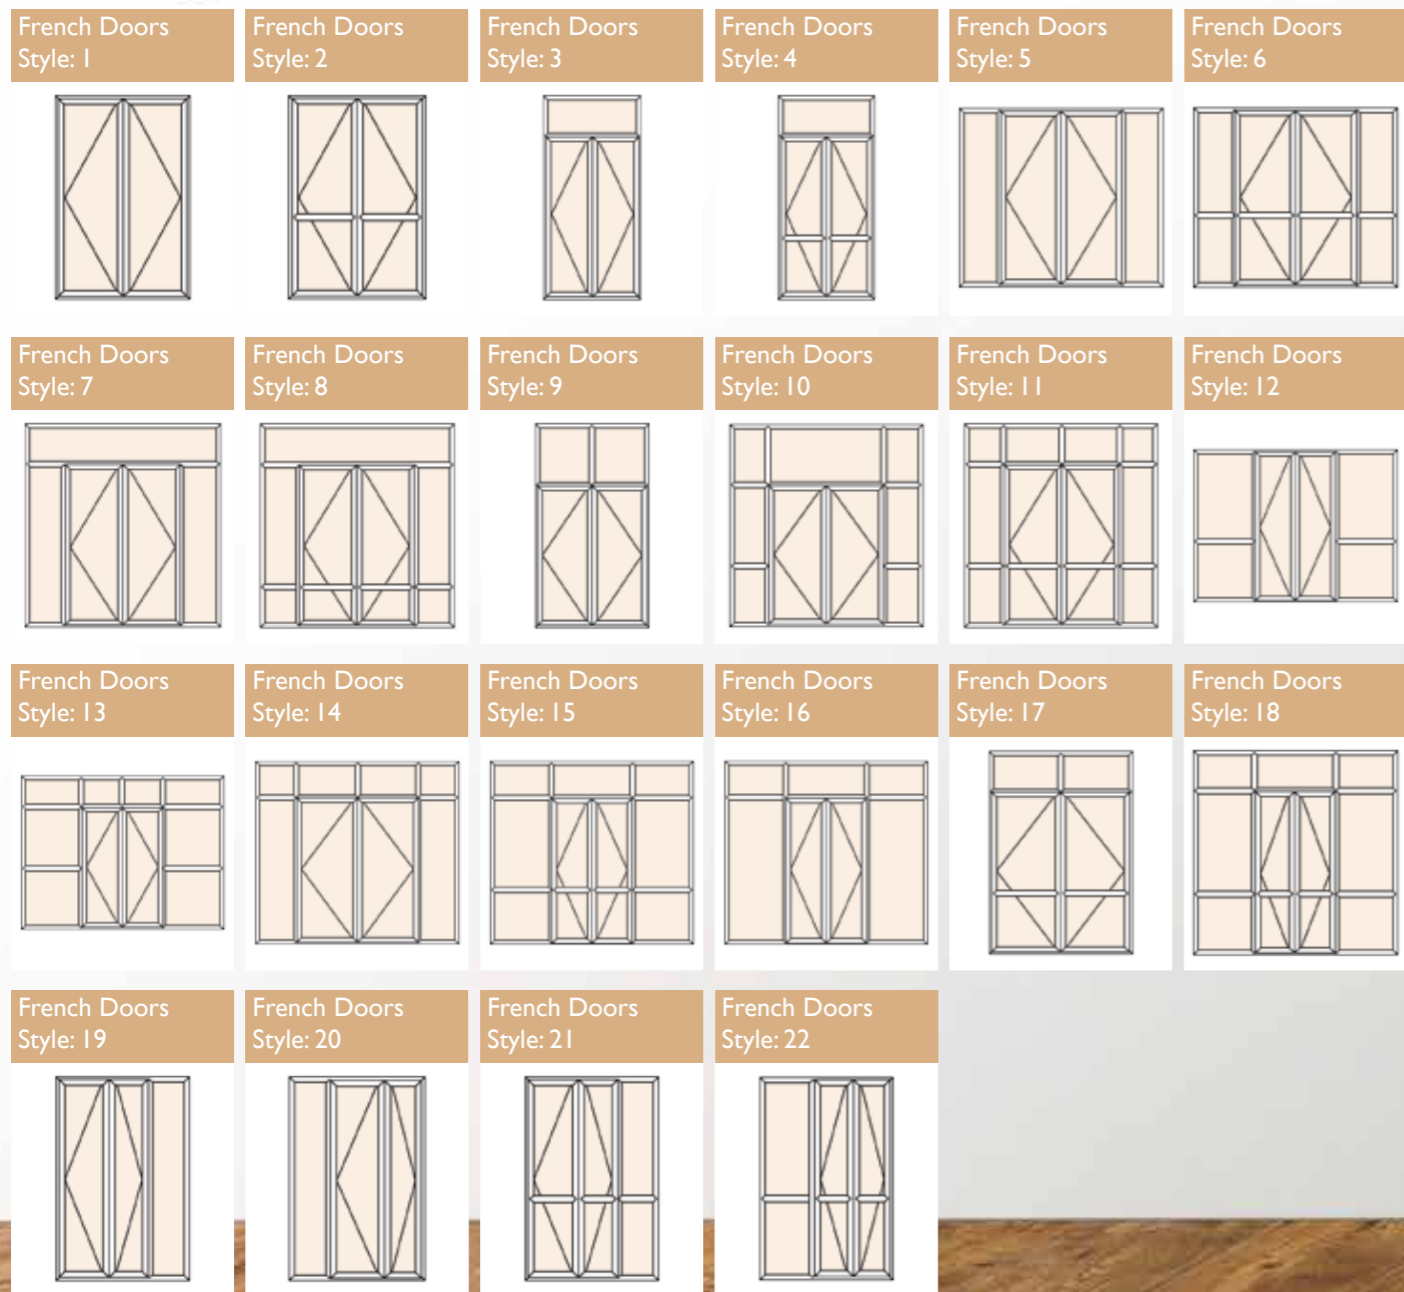 French Doors
Style: 1
French Doors
Style: 2
French Doors
Style: 3
French Doors
Style: 4
French Doors
Style: 5
French Doors
Style: 6
French Doors
Style: 7
French Doors
Style: 8
French Doors
Style: 9
French Doors
Style: 10
French Doors
Style: 11
French Doors
Style: 12
French Doors
Style: 13
French Doors
Style: 14
French Doors
Style: 15
French Doors
Style: 16
French Doors
Style: 17
French Doors
Style: 18
French Doors
Style: 19
French Doors
Style: 20
French Doors
Style: 21
French Doors
Style: 22